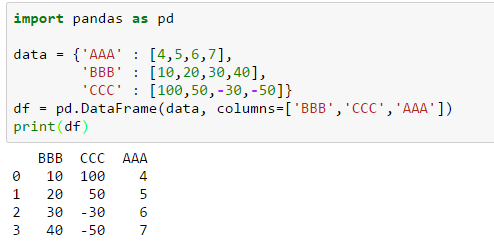 import pandas as pd
data = {'AAA' : [4,5,6,7],
        'BBB' : [10,20,30,40],
        'CCC' : [100,50,-30,-50]}
df = pd.DataFrame(data, columns=['BBB','CCC','AAA'])
print(df)
   BBB  CCC  AAA
0   10  100    4
1   20   50    5
2   30  -30    6
3   40  -50    7